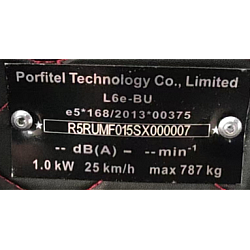 Porfitel Technology Co., Limited
L6e-BU
e5*168/2013*00375
*R5RUMF015SX000007*
-- dB(A) – --min-1
1.0 kW 25 km/h max 787 kg